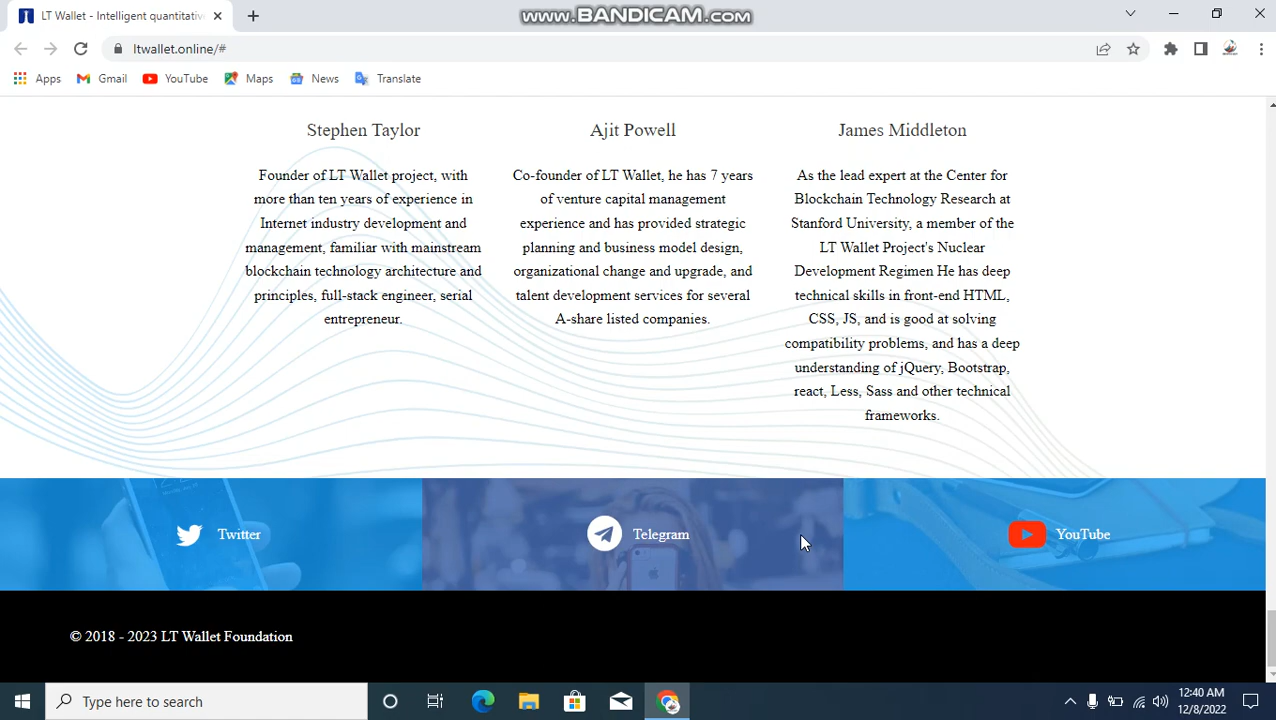 LT Wallet - Intelligent quantitativ
www.BANDICAM.com
ltwallet.online/#
Apps Gmail YouTube Maps News Translate
Stephen Taylor
Founder of LT Wallet project, with
more than ten years of experience in
Internet industry development and
management, familiar with mainstream
blockchain technology architecture and
principles, full-stack engineer, serial
entrepreneur.
Ajit Powell
Co-founder of LT Wallet, he has 7 years
of venture capital management
experience and has provided strategic
planning and business model design,
organizational change and upgrade, and
talent development services for several
A-share listed companies.
James Middleton
As the lead expert at the Center for
Blockchain Technology Research at
Stanford University, a member of the
LT Wallet Project's Nuclear
Development Regimen He has deep
technical skills in front-end HTML,
CSS, JS, and is good at solving
compatibility problems, and has a deep
understanding of jQuery, Bootstrap,
react, Less, Sass and other technical
frameworks.
Twitter
Telegram
YouTube
© 2018 - 2023 LT Wallet Foundation
Type here to search
12:40 AM
12/8/2022